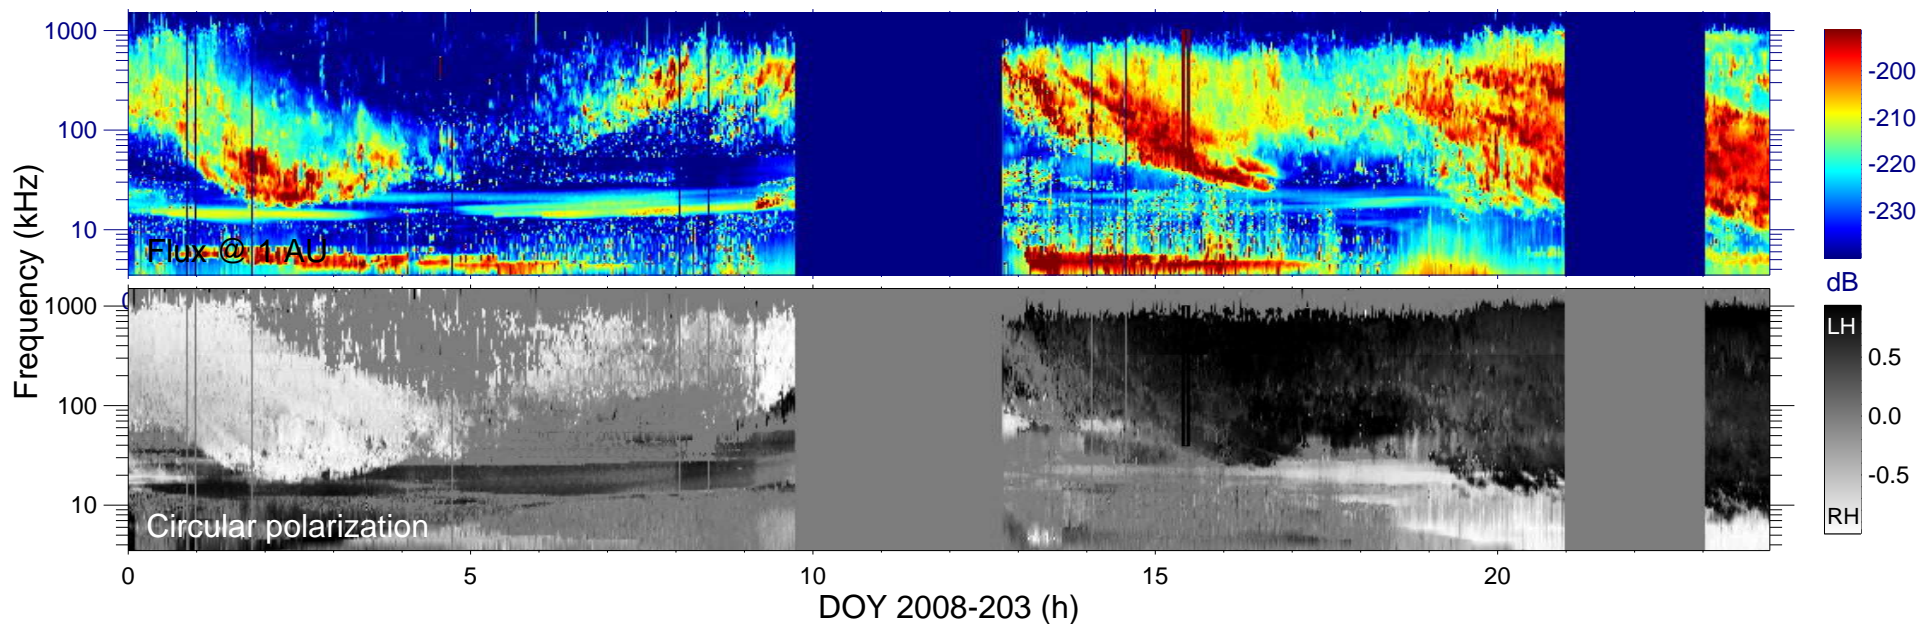 1000
100
10
Frequency (kHz)
Flux @ 1 AU
-200
-210
-220
-230
dB
0
1000
100
10
Circular polarization
LH
0.5
0.0
-0.5
RH
0
5
10
15
20
DOY 2008-203 (h)